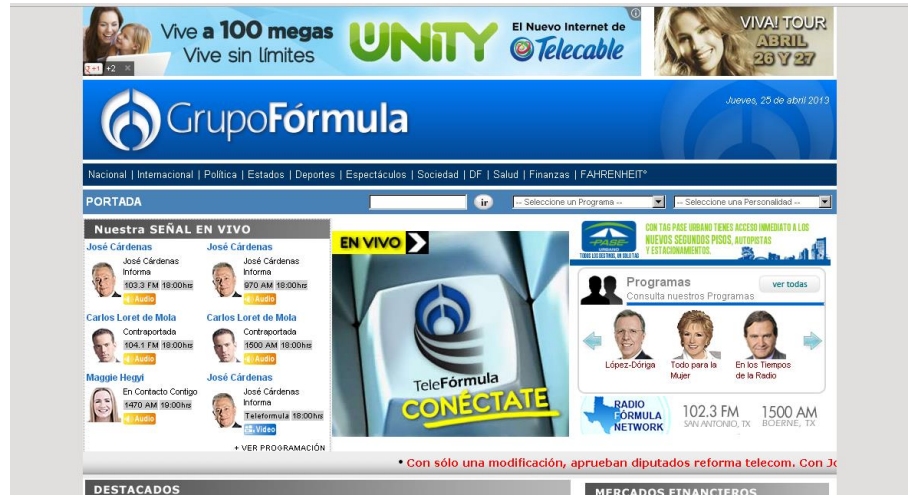 Vive a 100 megas
Vive sin límites
UNiTY
El Nuevo Internet de
Telecable
VIVA! TOUR
ABRIL
26 Y 27
g+1 +2 ×
GrupoFórmula
Jueves, 25 de abril 2013
Nacional | Internacional | Política | Estados | Deportes | Espectáculos | Sociedad | DF | Salud | Finanzas | FAHRENHEIT°
PORTADA
ir
-- Seleccione un Programa --
-- Seleccione una Personalidad --
Nuestra SEÑAL EN VIVO
José Cárdenas
José Cárdenas Informa
103.3 FM 18:00hrs
Audio
José Cárdenas
José Cárdenas Informa
970 AM 18:00hrs
Audio
Carlos Loret de Mola
Contraportada
104.1 FM 18:00hrs
Audio
Carlos Loret de Mola
Contraportada
1500 AM 18:00hrs
Audio
Maggie Hegyi
En Contacto Contigo
1470 AM 19:00hrs
Audio
José Cárdenas
José Cárdenas Informa
Teleformula 18:00hrs
Video
+ VER PROGRAMACIÓN
EN VIVO
TeleFórmula
CONÉCTATE
PASE
URBANO
TODOS LOS DESTINOS, UN SOLO TAG
CON TAG PASE URBANO TIENES ACCESO INMEDIATO A LOS
NUEVOS SEGUNDOS PISOS, AUTOPISTAS
Y ESTACIONAMIENTOS.
Programas
Consulta nuestros Programas
ver todas
López-Dóriga
Todo para la Mujer
En los Tiempos de la Radio
RADIO
FÓRMULA
NETWORK
102.3 FM
SAN ANTONIO, TX
1500 AM
BOERNE, TX
• Con sólo una modificación, aprueban diputados reforma telecom. Con Jo
DESTACADOS
MERCADOS FINANCIEROS